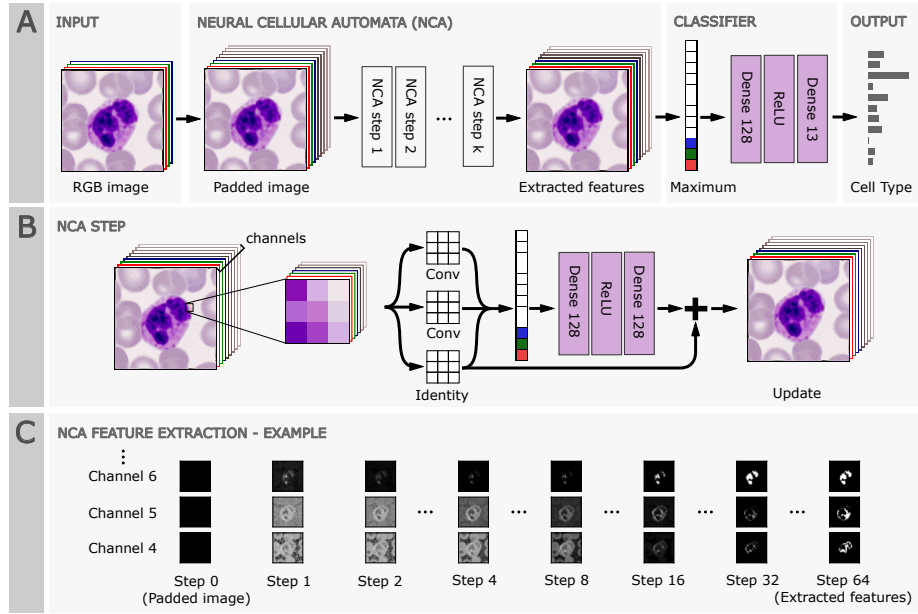 A
INPUT
NEURAL CELLULAR AUTOMATA (NCA)
CLASSIFIER
OUTPUT
NCA step 1
NCA step 2
...
NCA step k
Dense 128
ReLU
Dense 13
RGB image
Padded image
Extracted features
Maximum
Cell Type
B
NCA STEP
channels
Conv
Conv
Identity
Dense 128
ReLU
Dense 128
+
Update
C
NCA FEATURE EXTRACTION - EXAMPLE
Channel 6
Channel 5
... ... ... ... ...
Channel 4
Step 0 Step 1 Step 2 Step 4 Step 8 Step 16 Step 32 Step 64
(Padded image) (Extracted features)